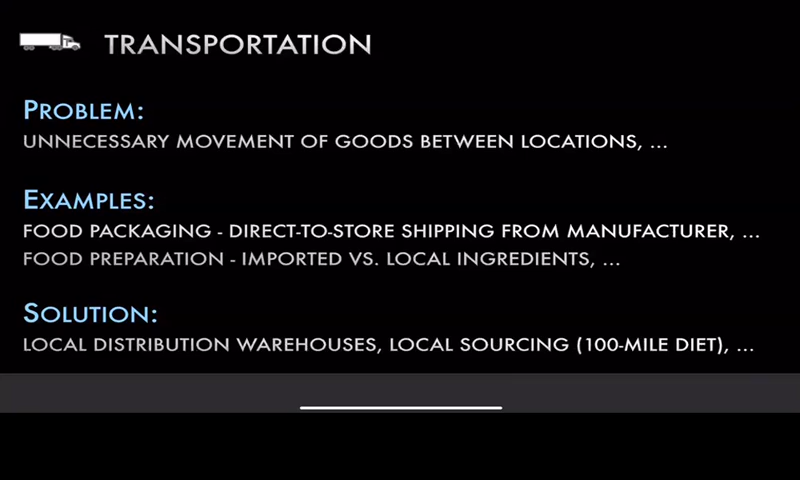 TRANSPORTATION
PROBLEM:
UNNECESSARY MOVEMENT OF GOODS BETWEEN LOCATIONS, ...
EXAMPLES:
FOOD PACKAGING - DIRECT-TO-STORE SHIPPING FROM MANUFACTURER, ...
FOOD PREPARATION - IMPORTED VS. LOCAL INGREDIENTS, ...
SOLUTION:
LOCAL DISTRIBUTION WAREHOUSES, LOCAL SOURCING (100-MILE DIET), ...